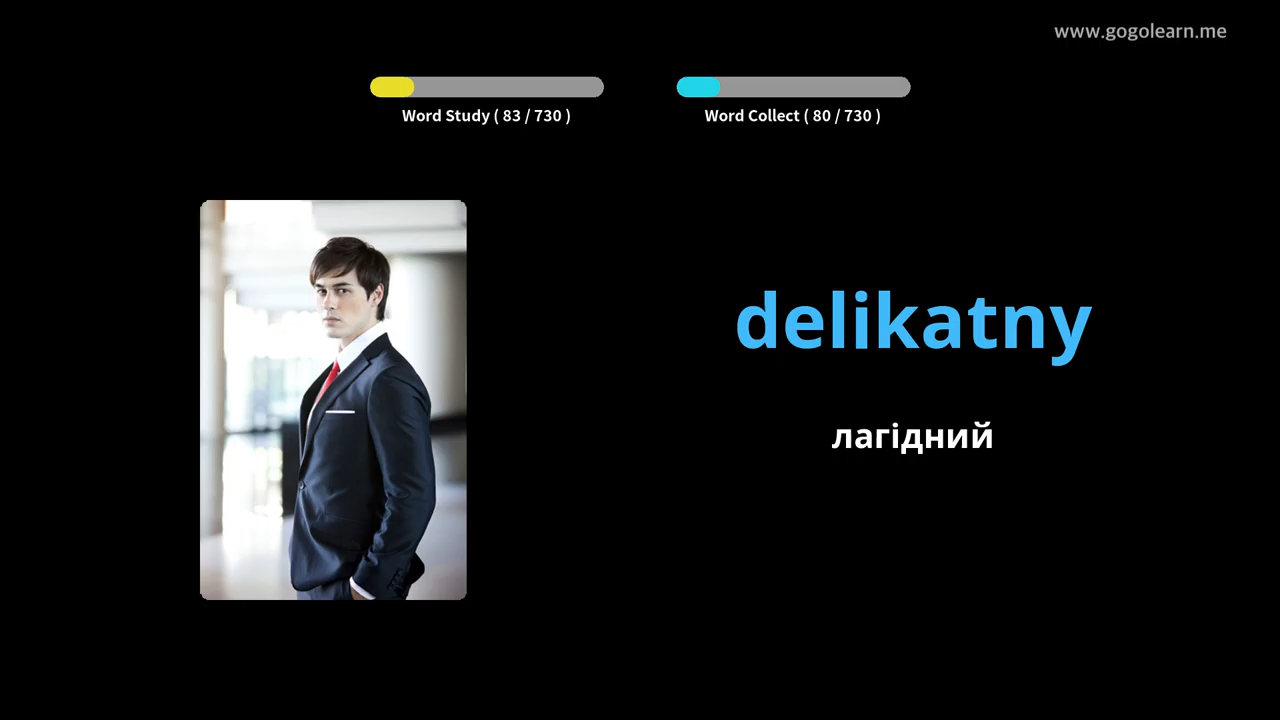 www.gogolearn.me
Word Study ( 83 / 730 )
Word Collect ( 80 / 730 )
delikatny
лагідний